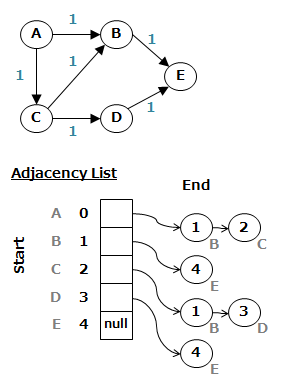 A 1 B
1 1 1 E
C 1 D 1
Adjacency List
End
Start
A 0 1 B 2 C
B 1 4 E
C 2 1 B 3 D
D 3 4 E
E 4 null